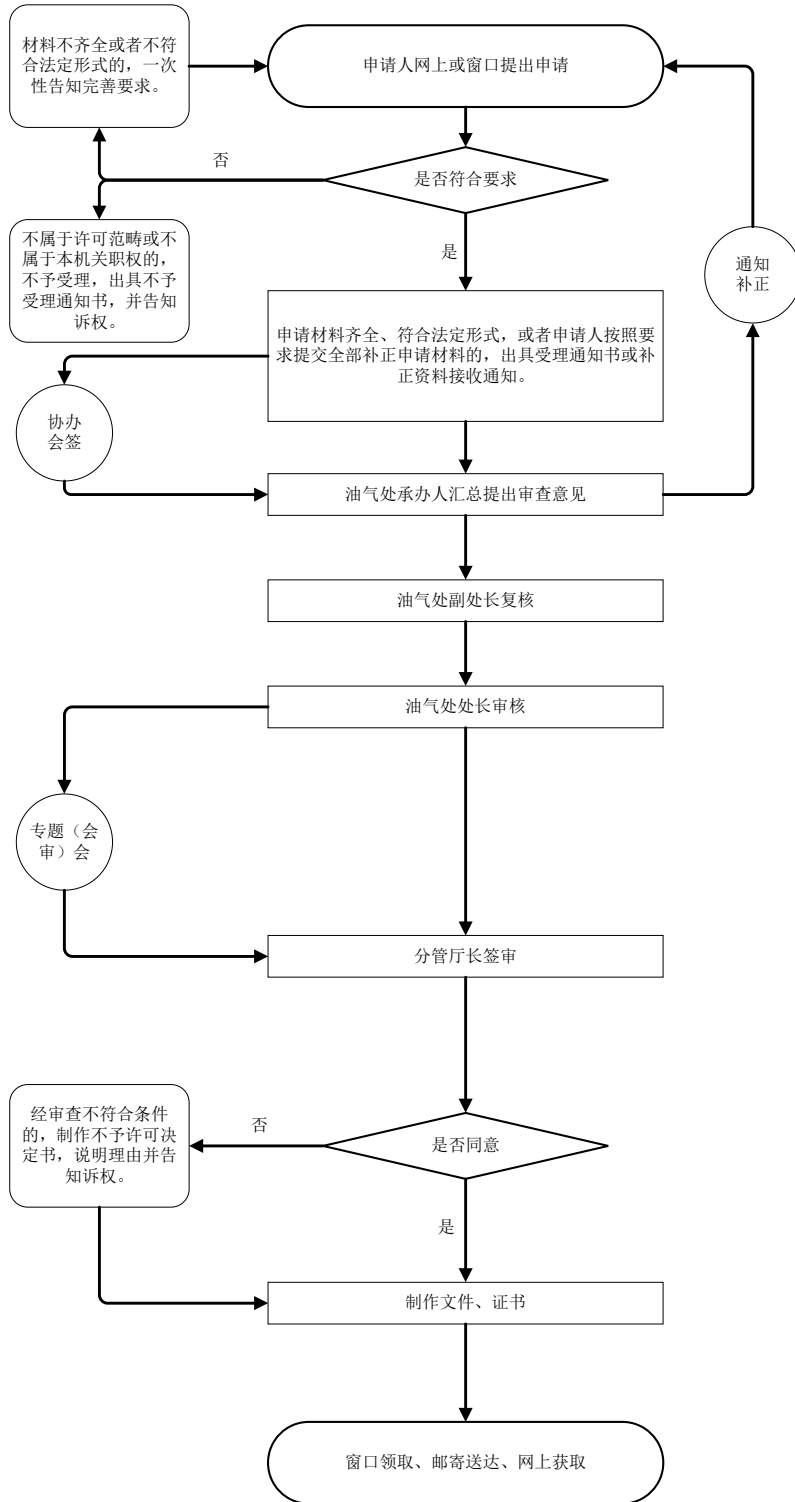 材料不齐全或者不符
合法定形式的，一次
性告知完善要求。
申请人网上或窗口提出申请
否
是否符合要求
不属于许可范畴或不
属于本机关职权的，
不予受理，出具不予
受理通知书，并告知
诉权。
是
通知
补正
申请材料齐全、符合法定形式，或者申请人按照要
求提交全部补正申请材料的，出具受理通知书或补
正资料接收通知。
协办
会签
油气处承办人汇总提出审查意见
油气处副处长复核
油气处处长审核
专题（会
审）会
分管厅长签审
经审查不符合条件
的，制作不予许可决
定书，说明理由并告
知诉权。
否
是否同意
是
制作文件、证书
窗口领取、邮寄送达、网上获取